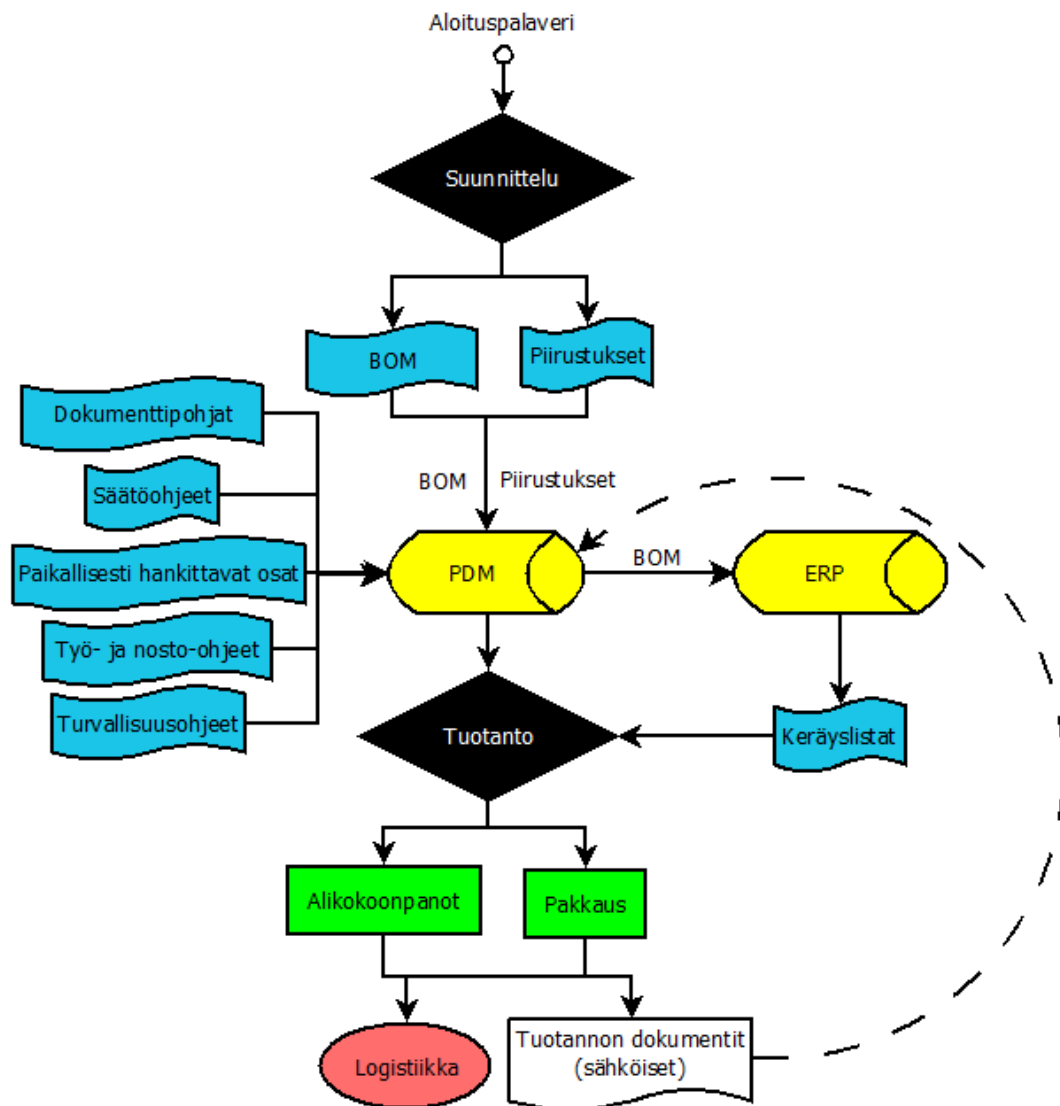 Aloituspalaveri
Suunnittelu
BOM
Piirustukset
Dokumenttipohjat
Säätöohjeet
Paikallisesti hankittavat osat
Työ- ja nosto-ohjeet
Turvallisuusohjeet
BOM
Piirustukset
PDM
BOM
ERP
Tuotanto
Keräyslistat
Alikokoonpanot
Pakkaus
Logistiikka
Tuotannon dokumentit
(sähköiset)